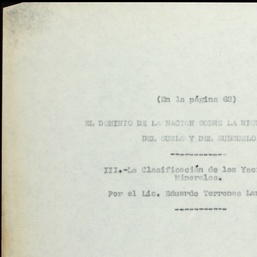 (En la página 63)
EL DOMINIO DE LA NACION SOBRE LA
DEL SUELO Y DEL SUBSUELO
III.-La Clasificación de los
Minerales.
Por el Lic. Eduardo Terrones